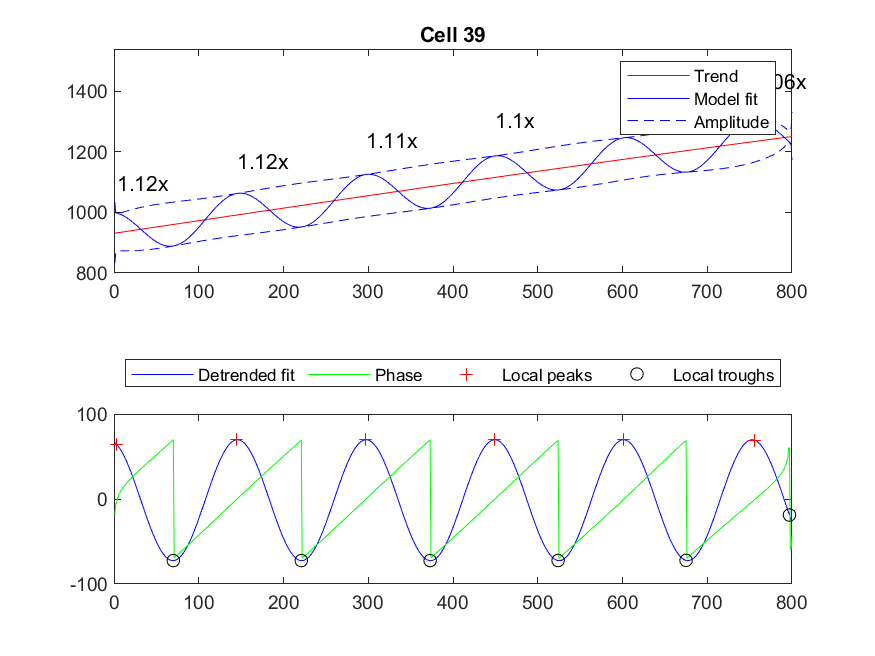 Cell 39
1400
1200
1000
800
1.12x
1.12x
1.11x
1.1x
06x
Trend
Model fit
Amplitude
0 100 200 300 400 500 600 700 800
Detrended fit Phase Local peaks Local troughs
100
0
-100
0 100 200 300 400 500 600 700 800